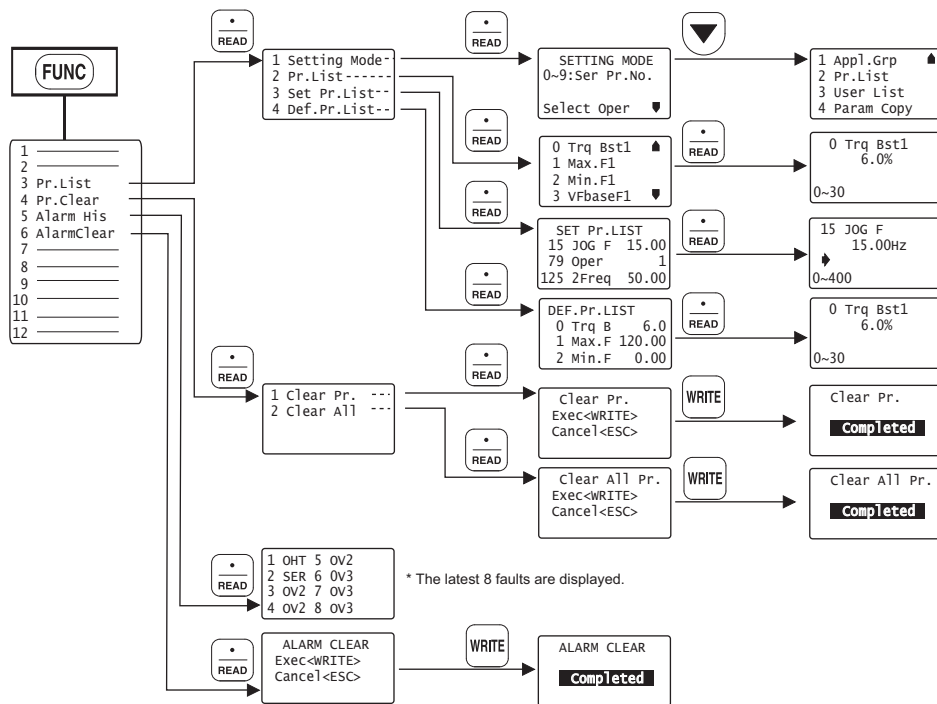 FUNC
1
2
3 Pr.List
4 Pr.Clear
5 Alarm His
6 AlarmClear
7
8
9
10
11
12
READ
1 Setting Mode--
2 Pr.List------
3 Set Pr.List--
4 Def.Pr.List--
READ
SETTING MODE
0~9:Ser Pr.No.
Select Oper
1 Appl.Grp
2 Pr.List
3 User List
4 Param Copy
READ
0 Trq Bst1
1 Max.F1
2 Min.F1
3 VFbaseF1
READ
0 Trq Bst1
6.0%
0~30
READ
SET Pr.LIST
15 JOG F 15.00
79 Oper 1
125 2Freq 50.00
READ
15 JOG F
15.00Hz
0~400
READ
DEF.Pr.LIST
0 Trq B 6.0
1 Max.F 120.00
2 Min.F 0.00
READ
0 Trq Bst1
6.0%
0~30
READ
1 Clear Pr. ---
2 Clear All ---
READ
Clear Pr.
Exec<WRITE>
Cancel<ESC>
WRITE
Clear Pr.
Completed
READ
Clear All Pr.
Exec<WRITE>
Cancel<ESC>
WRITE
Clear All Pr.
Completed
READ
1 OHT 5 OV2
2 SER 6 OV3
3 OV2 7 OV3
4 OV2 8 OV3
* The latest 8 faults are displayed.
READ
ALARM CLEAR
Exec<WRITE>
Cancel<ESC>
WRITE
ALARM CLEAR
Completed